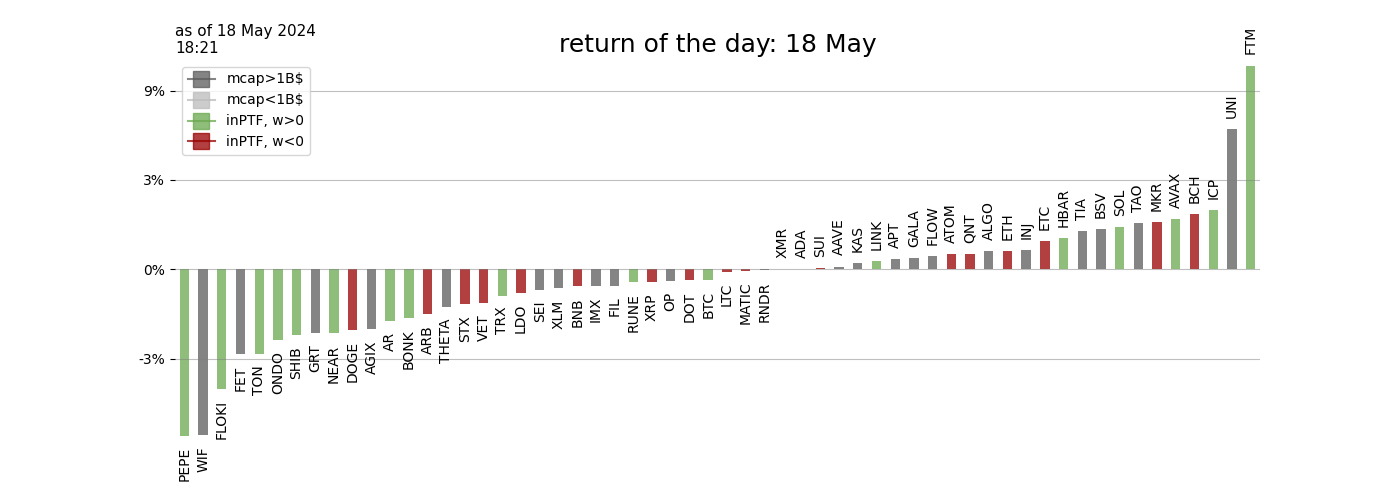 as of 18 May 2024
18:21
return of the day: 18 May
mcap>1B$
mcap<1B$
inPTF, w>0
inPTF, w<0
9%
3%
0%
-3%
PEPE
WIF
FLOKI
FET
TON
ONDO
SHIB
GRT
NEAR
DOGE
AGIX
AR
BONK
ARB
THETA
STX
VET
TRX
LDO
SEI
XLM
BNB
IMX
FIL
RUNE
XRP
OP
DOT
BTC
LTC
MATIC
RNDR
XMR
ADA
SUI
AAVE
KAS
LINK
APT
GALA
FLOW
ATOM
QNT
ALGO
ETH
INJ
ETC
HBAR
TIA
BSV
SOL
TAO
MKR
AVAX
BCH
ICP
UNI
FTM